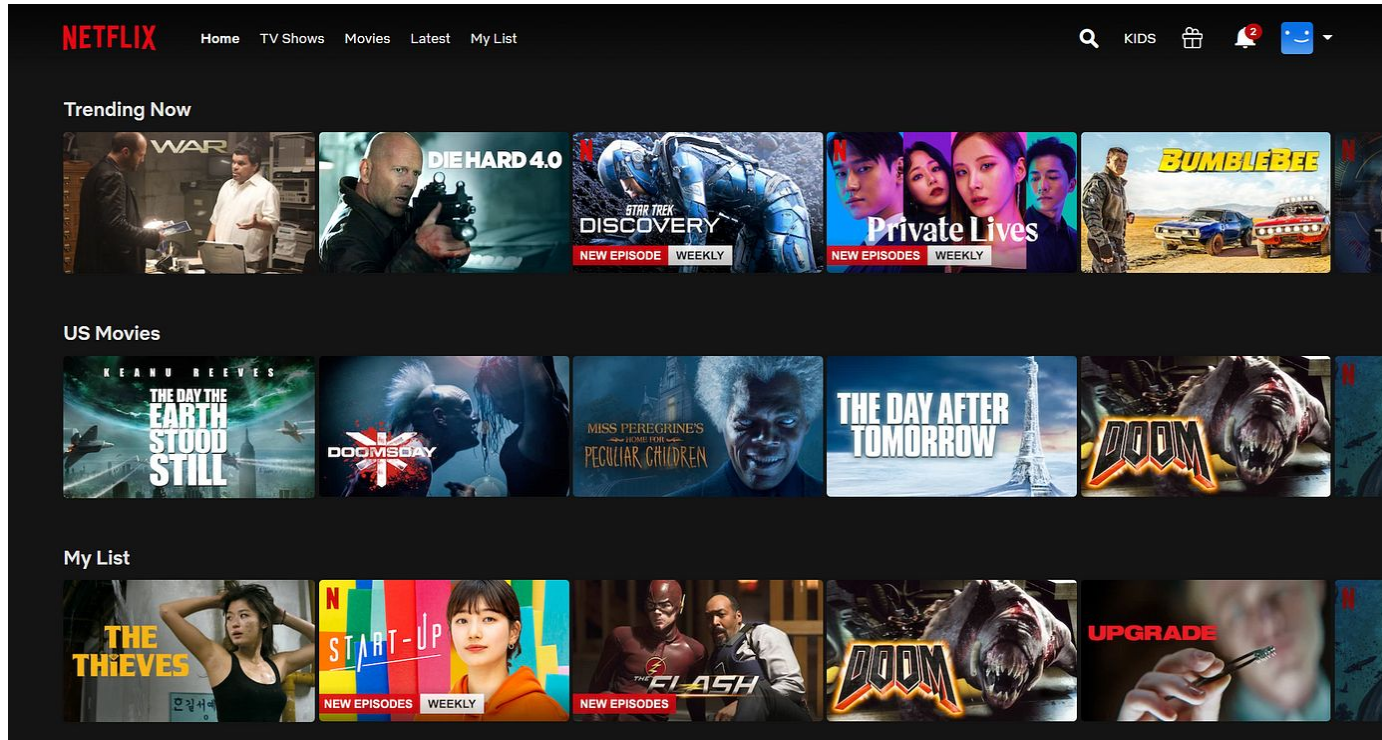 NETFLIX
Home TV Shows Movies Latest My List
KIDS
2
Trending Now
WAR
DIE HARD 4.0
N
STAR TREK
DISCOVERY
NEW EPISODE WEEKLY
N
Private Lives
NEW EPISODES WEEKLY
BUMBLEBEE
N
T
US Movies
KEANU REEVES
THE DAY THE
EARTH
STOOD
STILL
DOOMSDAY
MISS PEREGRINE'S
HOME FOR
PECULIAR CHILDREN
THE DAY AFTER
TOMORROW
DOOM
N
My List
THE
THIEVES
N
START-UP
NEW EPISODES WEEKLY
THE FLASH
NEW EPISODES
DOOM
UPGRADE
N